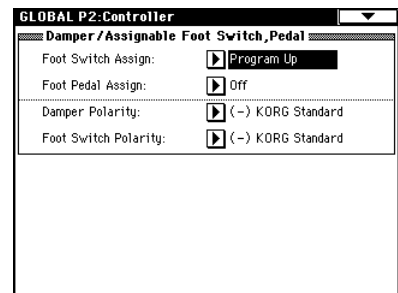 GLOBAL P2:Controller
Damper/Assignable Foot Switch,Pedal
Foot Switch Assign: Program Up
Foot Pedal Assign: Off
Damper Polarity: (-) KORG Standard
Foot Switch Polarity: (-) KORG Standard